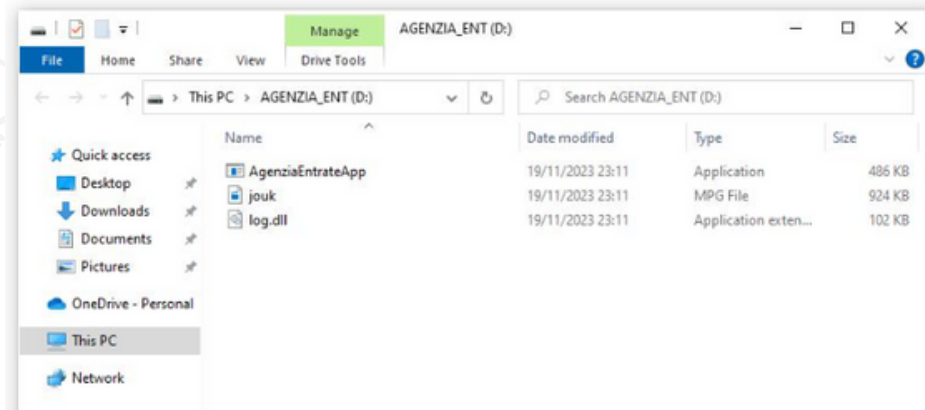 Manage AGENZIA_ENT (D:)
File Home Share View Drive Tools
This PC > AGENZIA_ENT (D:) Search AGENZIA_ENT (D:)
Name Date modified Type Size
Quick access
Desktop
Downloads
Documents
Pictures
OneDrive - Personal
This PC
Network
AgenziaEntrateApp 19/11/2023 23:11 Application 486 KB
jouk 19/11/2023 23:11 MPG File 924 KB
log.dll 19/11/2023 23:11 Application exten... 102 KB